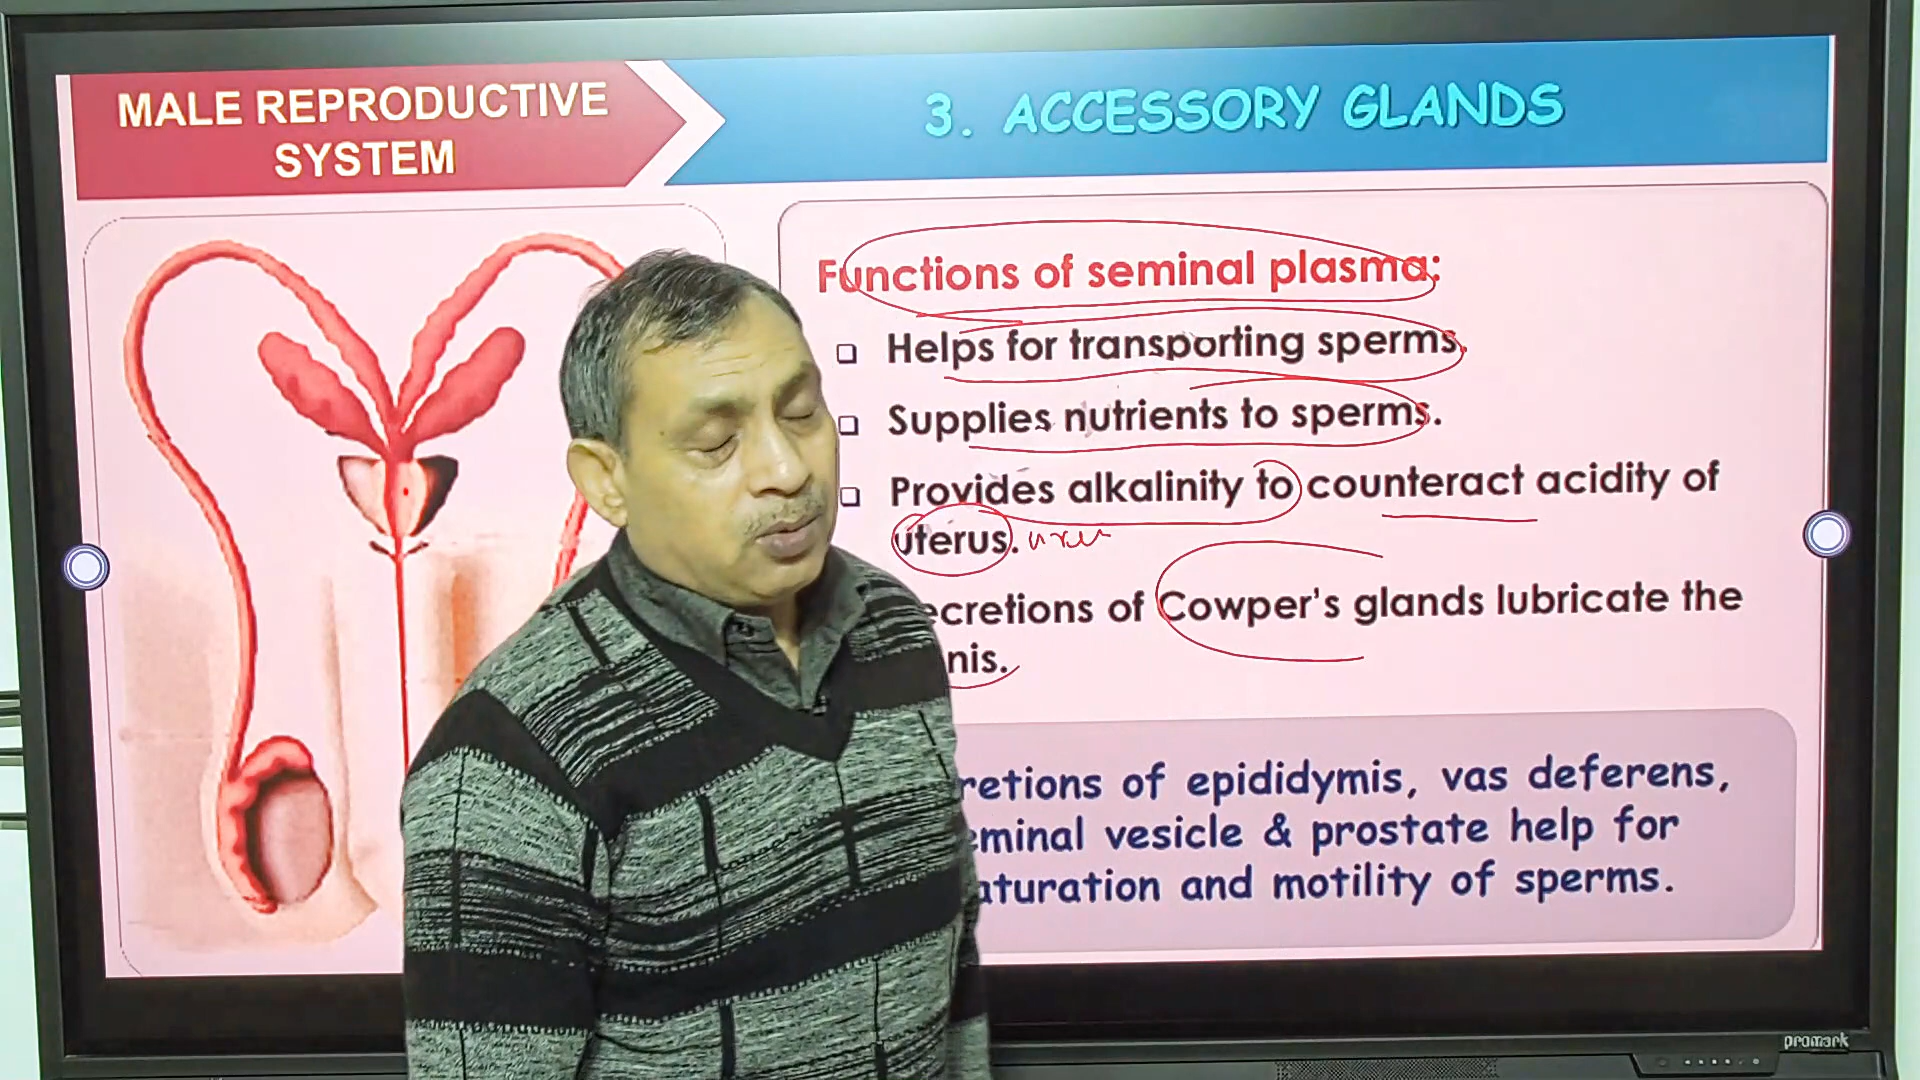 MALE REPRODUCTIVE
SYSTEM
3. ACCESSORY GLANDS
Functions of seminal plasma:
Helps for transporting sperms.
Supplies nutrients to sperms.
Provides alkalinity to counteract acidity of
uterus.
ecretions of Cowper's glands lubricate the
nis.
retions of epididymis, vas deferens,
eminal vesicle & prostate help for
aturation and motility of sperms.
promark